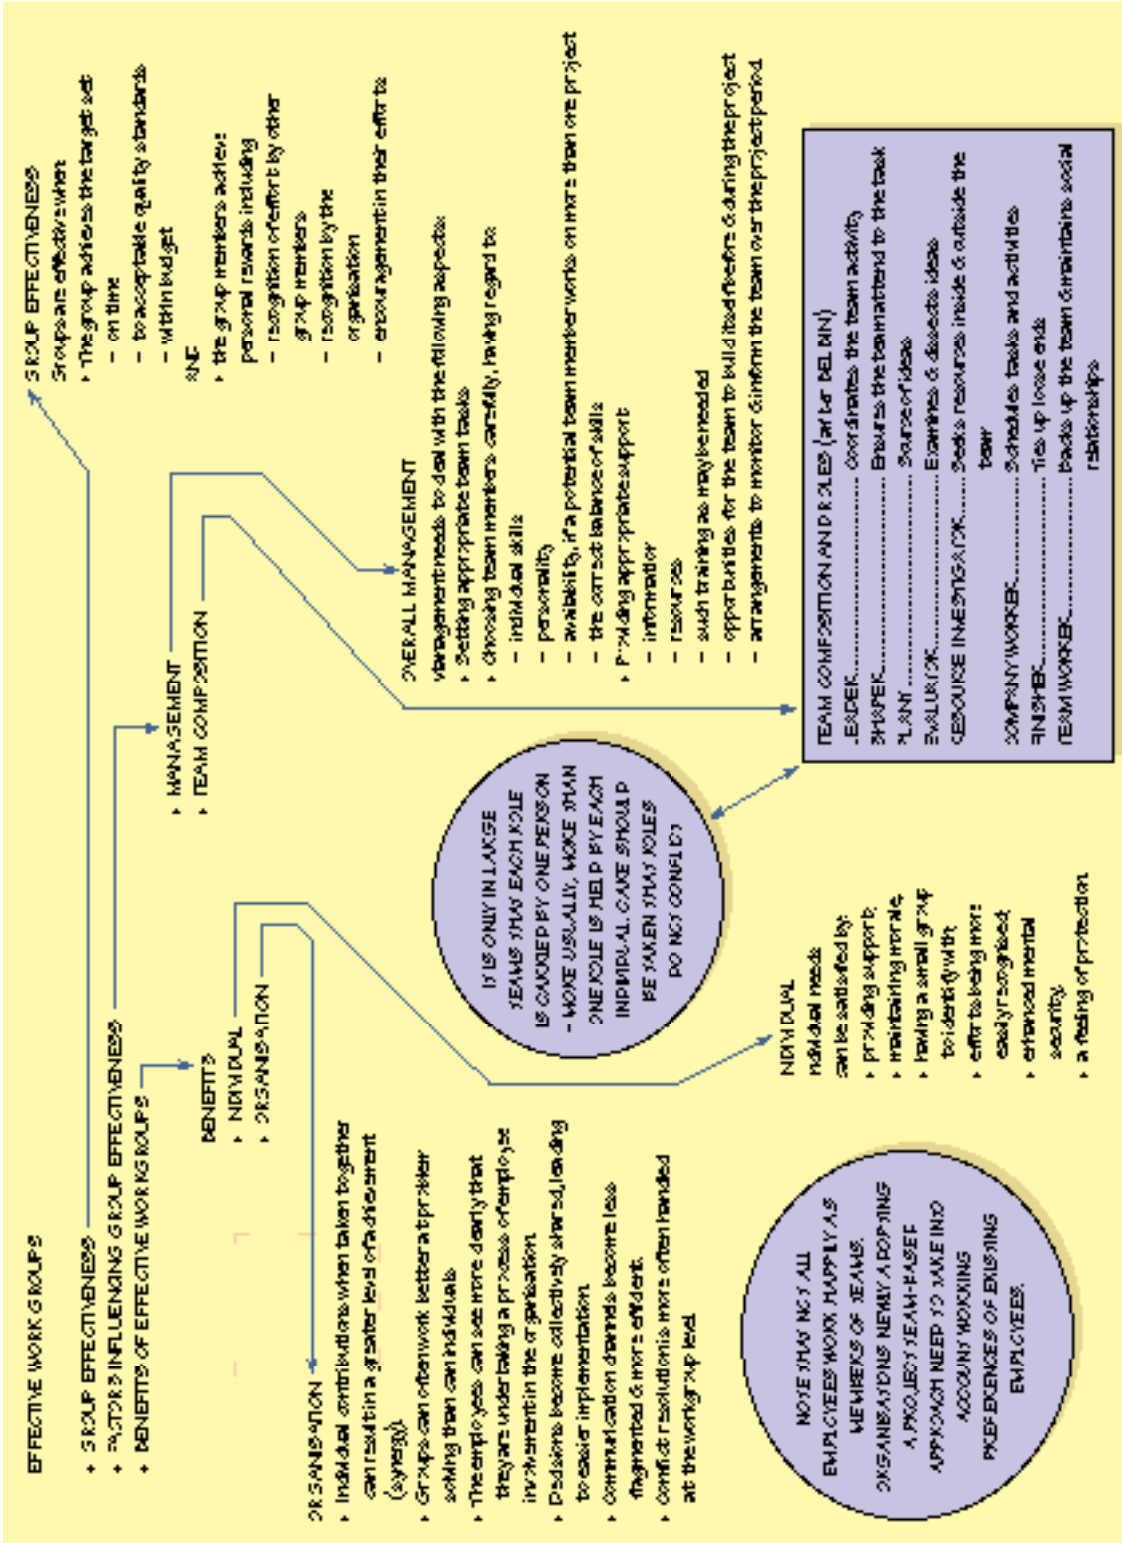 EFFECTIVE WORK GROUPS
GROUP EFFECTIVENESS
FACTORS INFLUENCING GROUP EFFECTIVENESS
BENEFITS OF EFFECTIVE WORKGROUPS
GROUP EFFECTIVENESS
Groups are effective when:
The group achieves the target set
– on time
– to acceptable quality standards
– within budget
AND
the group members achieve
personal rewards including
– recognition of effort by other
group members
– recognition by the
organisation
– encouragement in their efforts
MANAGEMENT
TEAM COMPOSITION
BENEFITS
INDIVIDUAL
ORGANISATION
OVERALL MANAGEMENT
Management needs to deal with the following aspects:
Setting appropriate team tasks
Choosing team members carefully, having regard to:
– individual skills
– personality
– availability, if a potential team member works on more than one project
– the correct balance of skills
Providing appropriate support:
– information
– resources
– such training as may be needed
– opportunities for the team to build itself before & during the project
– arrangements to monitor & inform the team over the project period.
ORGANISATION
Individual contributions when taken together
can result in a greater level of achievement
(synergy).
Groups can often work better at problem
solving than can individuals.
The employees can see more clearly that
they are undertaking a process of employee
involvement in the organisation.
Decisions become collectively shared, leading
to easier implementation.
Communication channels become less
fragmented & more efficient.
Conflict resolution is more often handled
at the workgroup level.
IT IS ONLY IN LARGE
TEAMS THAT EACH ROLE
IS CARRIED BY ONE PERSON
– MORE USUALLY, MORE THAN
ONE ROLE IS HELP BY EACH
INDIVIDUAL. CARE SHOULD
BE TAKEN THAT ROLES
DO NOT CONFLICT
TEAM COMPOSITION AND ROLES (after BELBIN)
LEADER Coordinates the team activity
SHAPER Ensures the team attend to the task
PLANT Source of ideas
EVALUATOR Examines & dissects ideas
RESOURCE INVESTIGATOR Seeks resources inside & outside the
team
COMPANY WORKER Schedules tasks and activities
FINISHER Ties up loose ends
TEAM WORKER Backs up the team & maintains social
relationships
INDIVIDUAL
Individual needs
can be satisfied by:
providing support;
maintaining morale;
having a small group
to identify with;
efforts being more
easily recognised;
enhanced mental
security;
a feeling of protection.
NOTE THAT NOT ALL
EMPLOYEES WORK HAPPILY AS
MEMBERS OF TEAMS.
ORGANISATIONS NEWLY ADOPTING
A PROJECT TEAM-BASED
APPROACH NEED TO TAKE INTO
ACCOUNT WORKING
PREFERENCES OF EXISTING
EMPLOYEES.